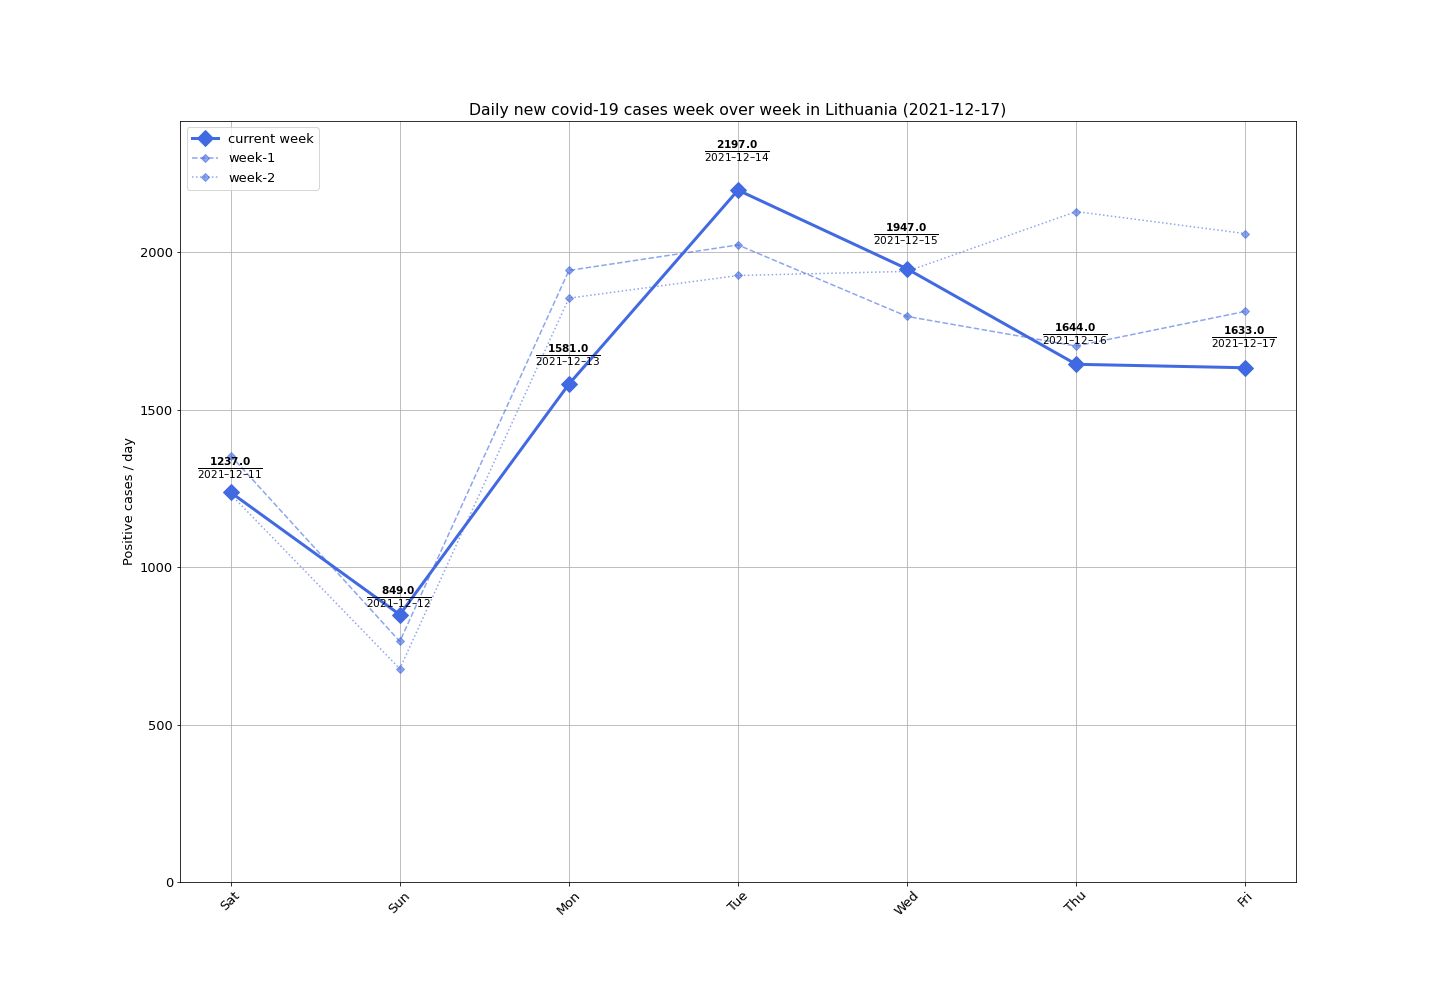 Daily new covid-19 cases week over week in Lithuania (2021-12-17)
current week
week-1
week-2
2197.0
2021-12-14
1947.0
2021-12-15
1644.0
2021-12-16
1633.0
2021-12-17
1581.0
2021-12-13
1237.0
2021-12-11
849.0
2021-12-12
Positive cases / day
2000
1500
1000
500
0
Sat
Sun
Mon
Tue
Wed
Thu
Fri